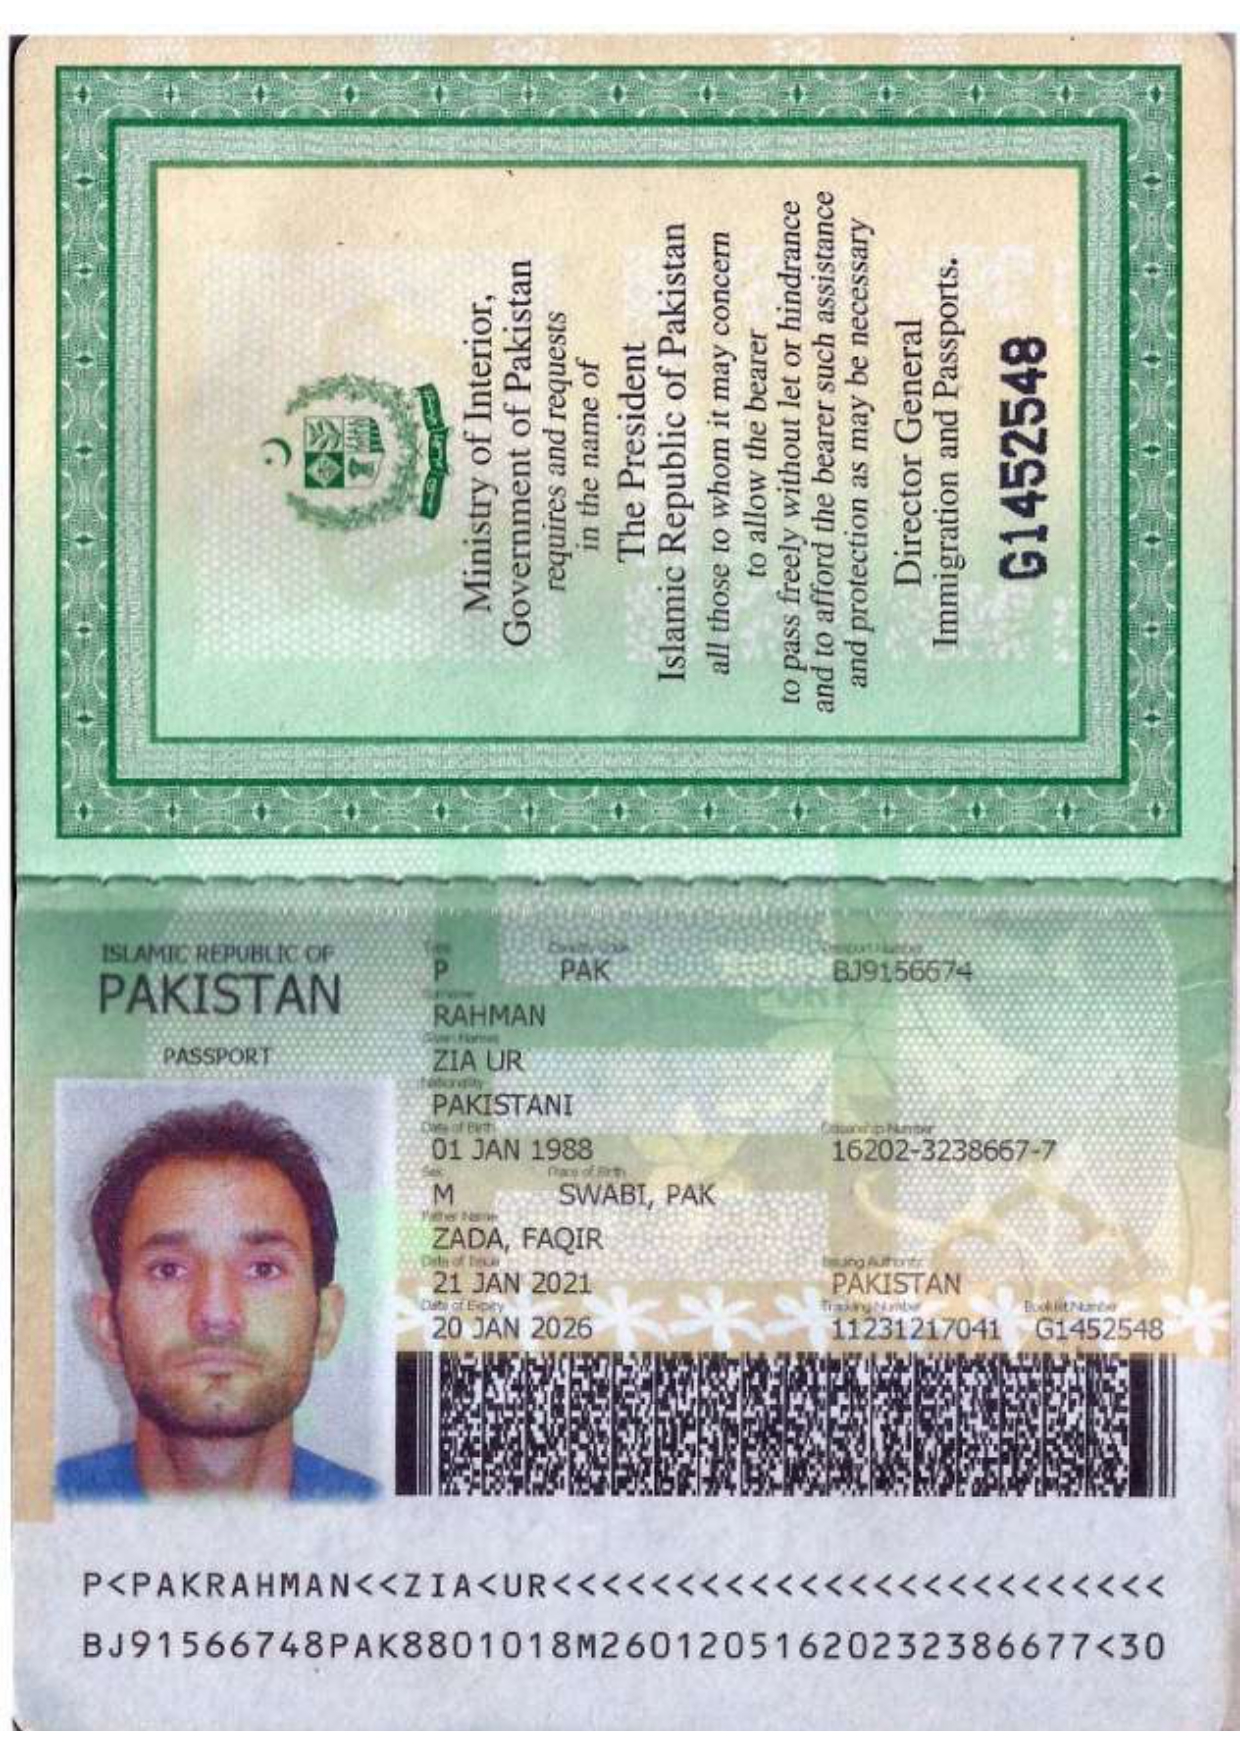 Ministry of Interior,
Government of Pakistan
requires and requests
in the name of
The President
Islamic Republic of Pakistan
all those to whom it may concern
to allow the bearer
to pass freely without let or hindrance
and to afford the bearer such assistance
and protection as may be necessary
Director General
Immigration and Passports.
G1452548
ISLAMIC REPUBLIC OF
PAKISTAN
PASSPORT
Type Country Code Passport Number
P PAK BJ9156674
Surname
RAHMAN
Given Names
ZIA UR
Nationality
PAKISTANI
Date of Birth Citizenship Number
01 JAN 1988 16202-3238667-7
Sex Place of Birth
M SWABI, PAK
Father Name
ZADA, FAQIR
Date of Issue Issuing Authority
21 JAN 2021 PAKISTAN
Date of Expiry Tracking Number Booklet Number
20 JAN 2026 11231217041 G1452548
P<PAKRAHMAN<<ZIA<UR<<<<<<<<<<<<<<<<<<<<<<<<<
BJ91566748PAK8801018M2601205162023238667​7<30